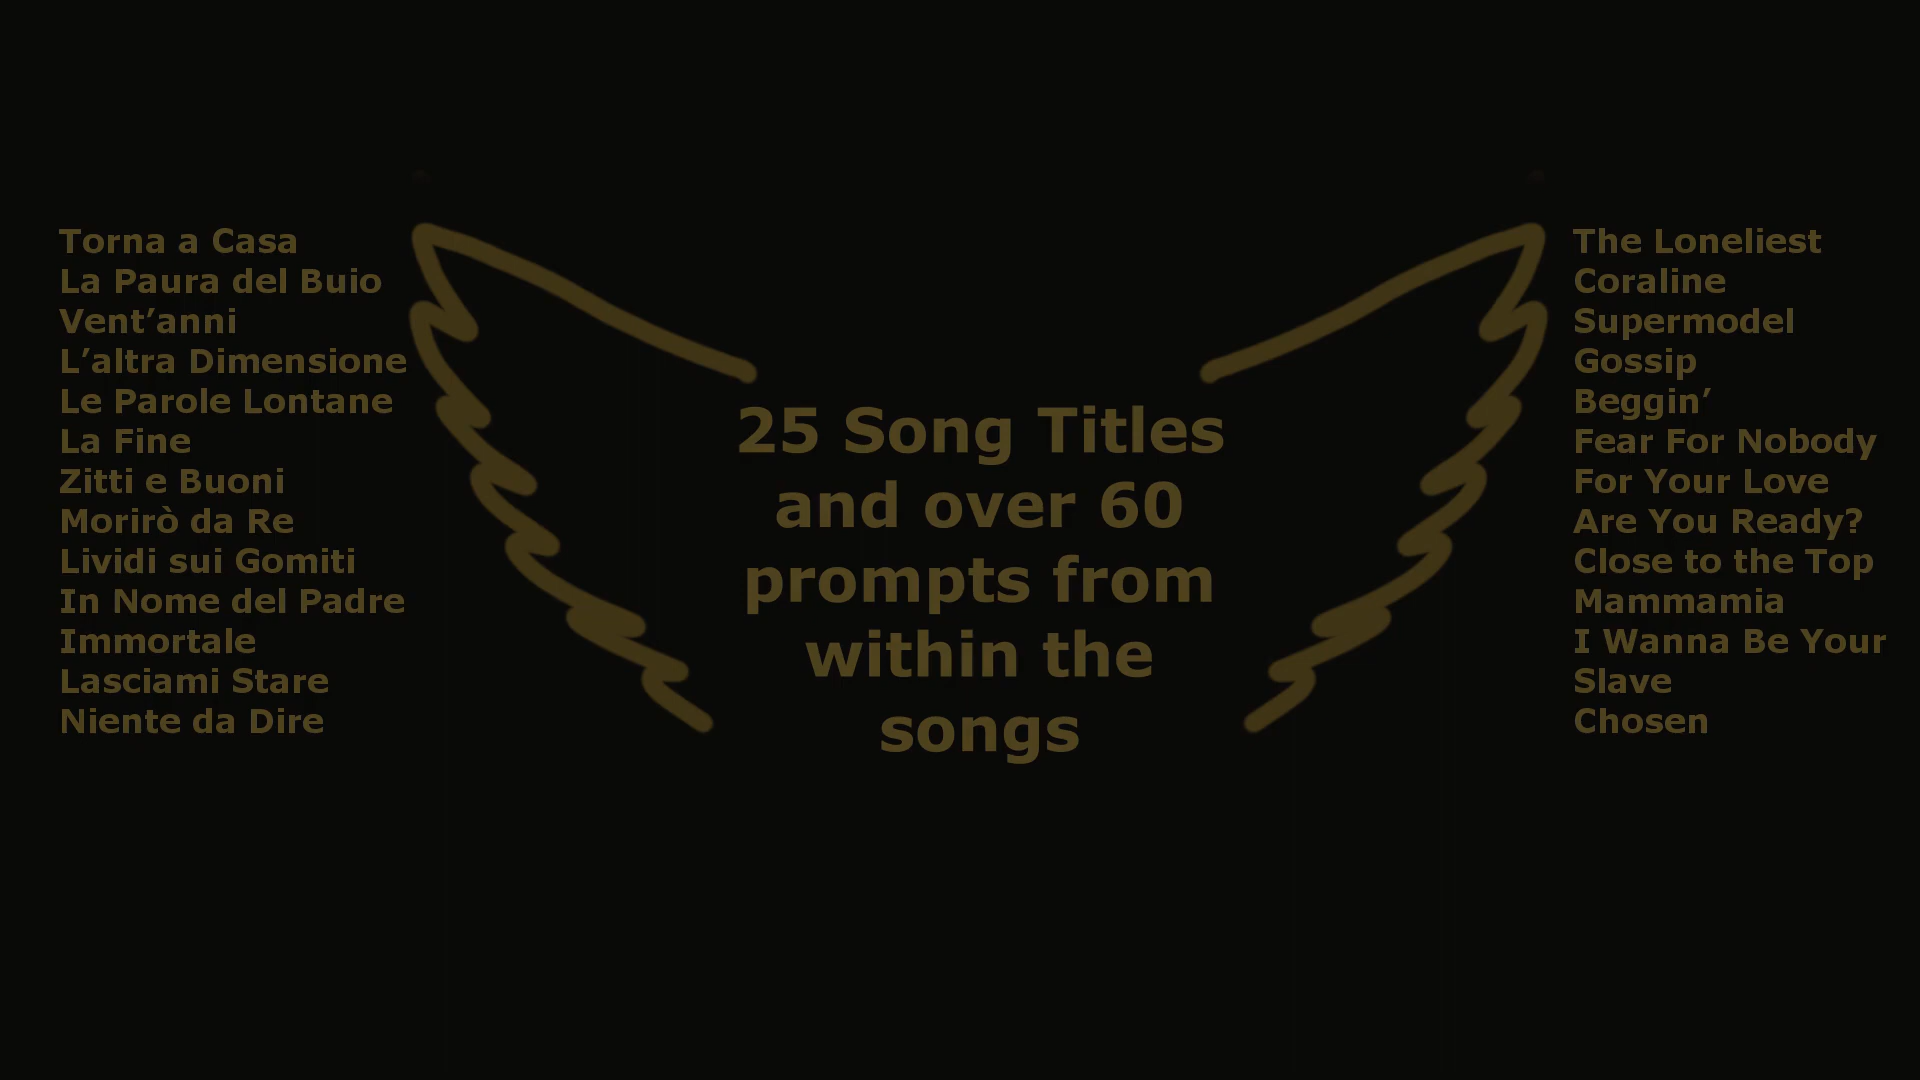 Torna a Casa
La Paura del Buio
Vent’anni
L’altra Dimensione
Le Parole Lontane
La Fine
Zitti e Buoni
Morirò da Re
Lividi sui Gomiti
In Nome del Padre
Immortale
Lasciami Stare
Niente da Dire
25 Song Titles
and over 60
prompts from
within the
songs
The Loneliest
Coraline
Supermodel
Gossip
Beggin’
Fear For Nobody
For Your Love
Are You Ready?
Close to the Top
Mammamia
I Wanna Be Your
Slave
Chosen